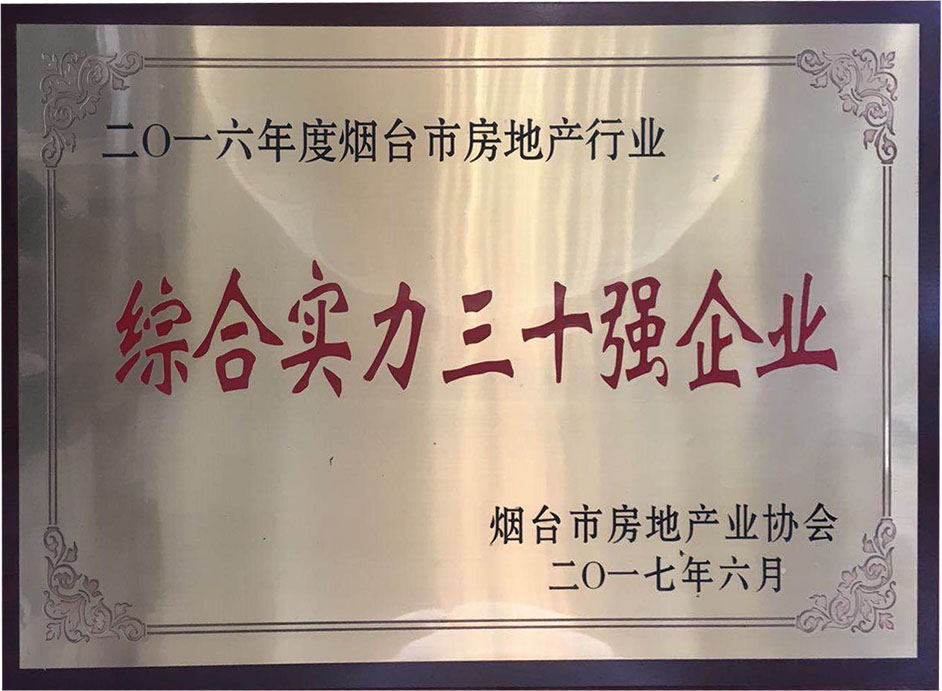 二〇一六年度烟台市房地产行业
综合实力三十强企业
烟台市房地产业协会
二〇一七年六月